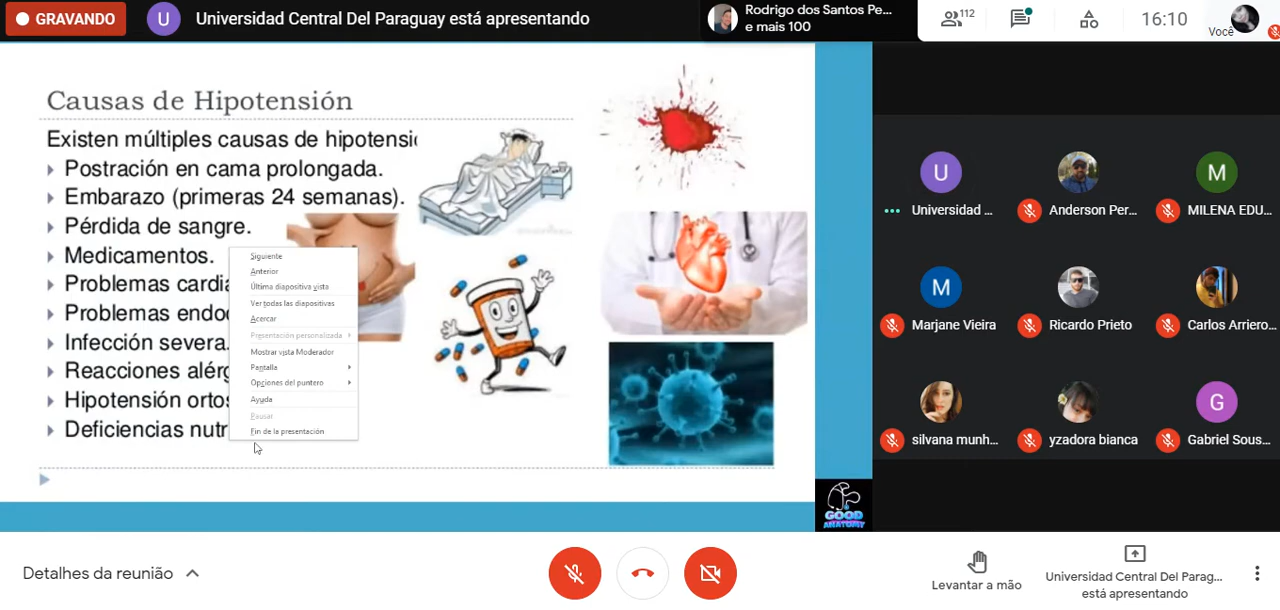 GRAVANDO
U
Universidad Central Del Paraguay está apresentando
Rodrigo dos Santos Pe...
e mais 100
112
16:10
Você
Causas de Hipotensión
Existen múltiples causas de hipotensi
Postración en cama prolongada.
Embarazo (primeras 24 semanas).
Pérdida de sangre.
Medicamentos.
Problemas cardia
Problemas endo
Infección severa.
Reacciones alérg
Hipotensión ortos
Deficiencias nutr
Siguiente
Anterior
Última diapositiva vista
Ver todas las diapositivas
Acercar
Presentación personalizada
Mostrar vista Moderador
Pantalla
Opciones del puntero
Ayuda
Pausar
Fin de la presentación
GOOD
ANATOMY
U
Universidad ...
Anderson Per...
M
MILENA EDU...
M
Marjane Vieira
Ricardo Prieto
Carlos Arriero...
silvana munh...
yzadora bianca
G
Gabriel Sous...
Detalhes da reunião
Levantar a mão
Universidad Central Del Parag...
está apresentando